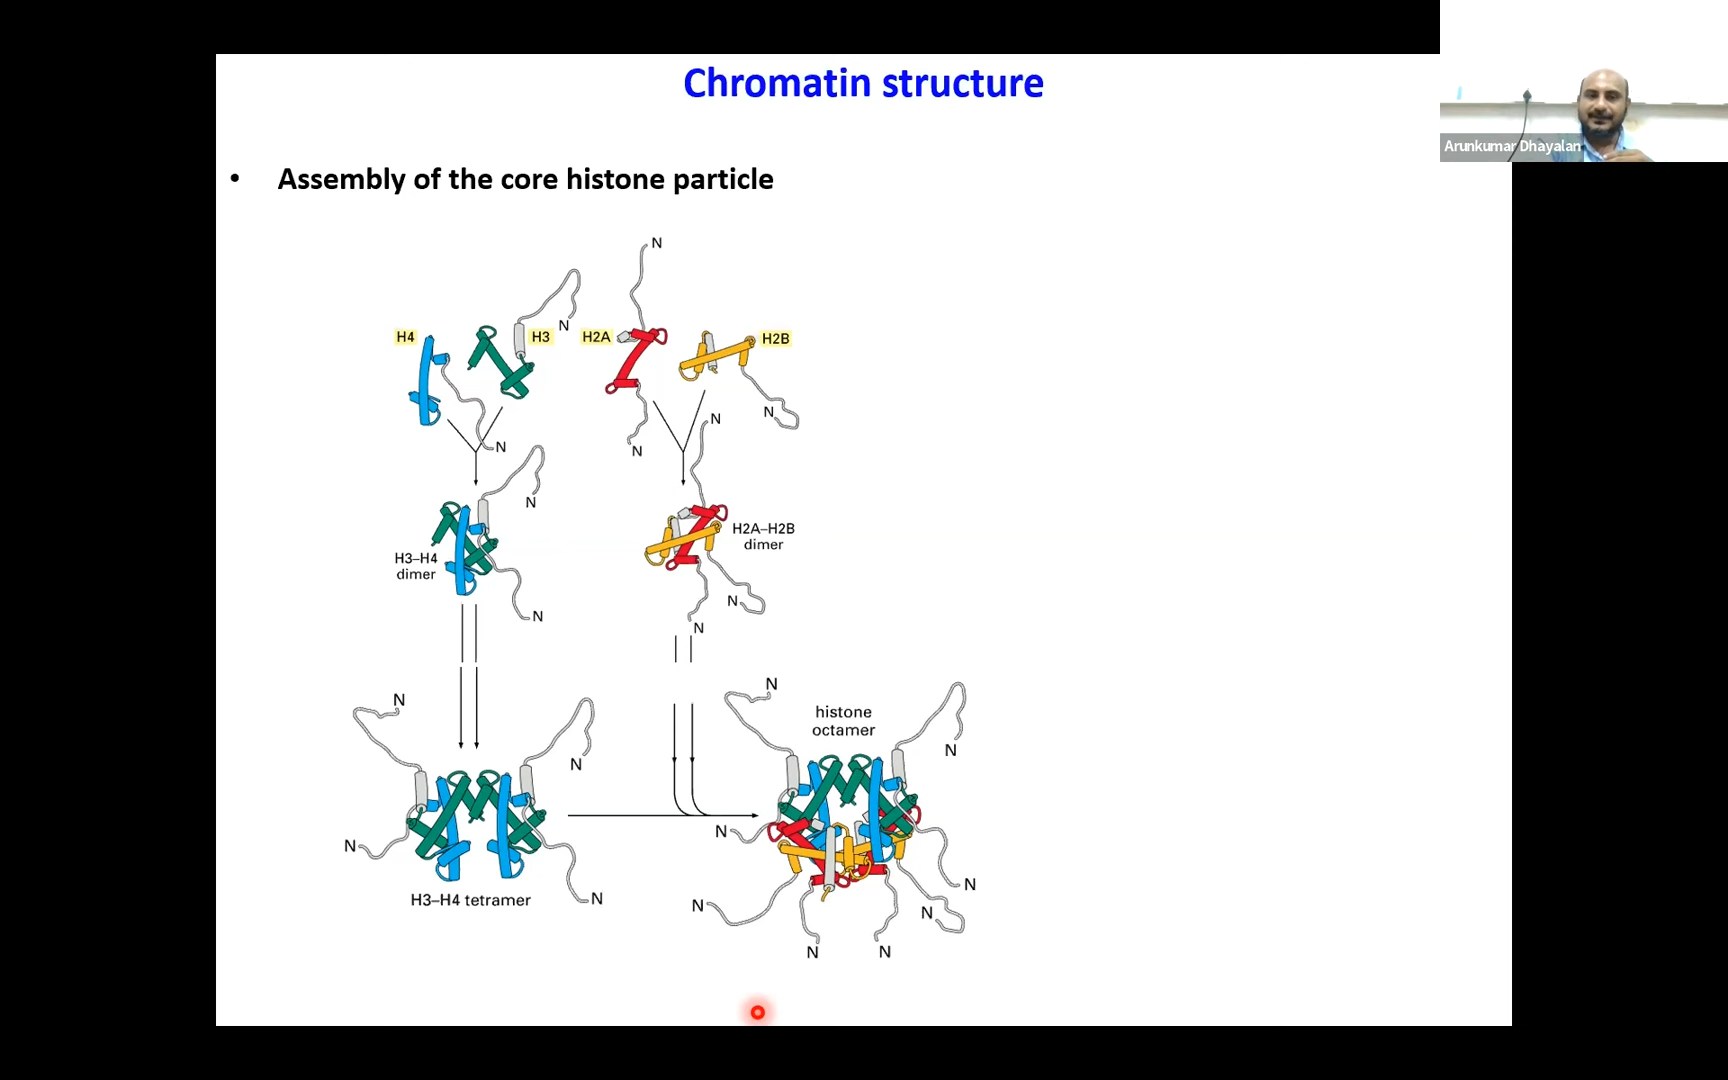 Chromatin structure
Arunkumar Dhayalan
• Assembly of the core histone particle
N
H4
H3
N
H2A
H2B
N
N
N
N
N
H3–H4
dimer
N
H2A–H2B
dimer
N
N
N
N
N
H3–H4 tetramer
N
N
N
histone
octamer
N
N
N
N
N
N
N